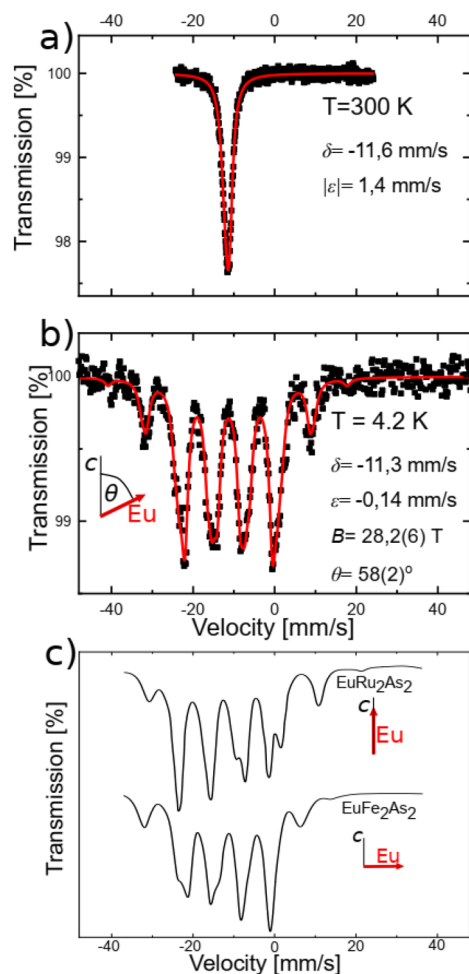 a)
-40 -20 0 20 40
Transmission [%]
100
99
98
T=300 K
δ= -11,6 mm/s
|ε|= 1,4 mm/s
b)
Transmission [%]
100
99
c
θ
Eu
T = 4.2 K
δ= -11,3 mm/s
ε= -0,14 mm/s
B= 28,2(6) T
θ= 58(2)°
-40 -20 0 20 40
Velocity [mm/s]
c)
Transmission [%]
EuRu₂As₂
c
Eu
EuFe₂As₂
c
Eu
-40 -20 0 20 40
Velocity [mm/s]